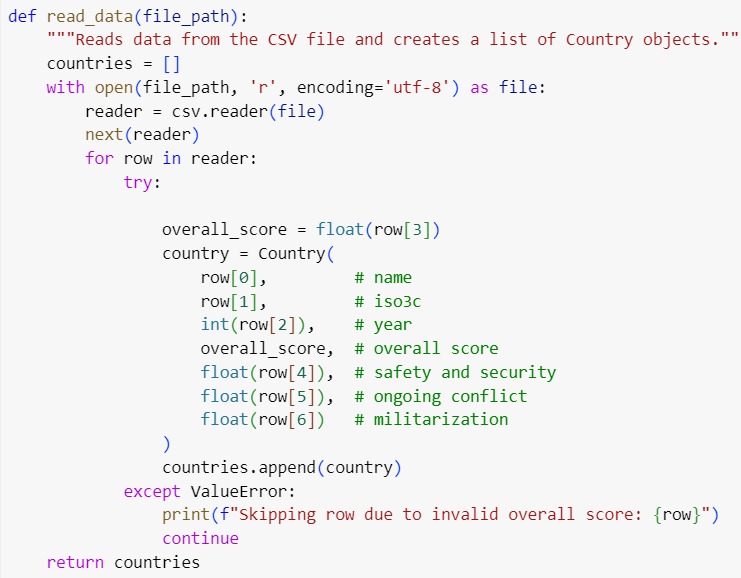 def read_data(file_path):
    """Reads data from the CSV file and creates a list of Country objects.""
    countries = []
    with open(file_path, 'r', encoding='utf-8') as file:
        reader = csv.reader(file)
        next(reader)
        for row in reader:
            try:

                overall_score = float(row[3])
                country = Country(
                    row[0],         # name
                    row[1],         # iso3c
                    int(row[2]),    # year
                    overall_score,  # overall score
                    float(row[4]),  # safety and security
                    float(row[5]),  # ongoing conflict
                    float(row[6])   # militarization
                )
                countries.append(country)
            except ValueError:
                print(f"Skipping row due to invalid overall score: {row}")
                continue
    return countries